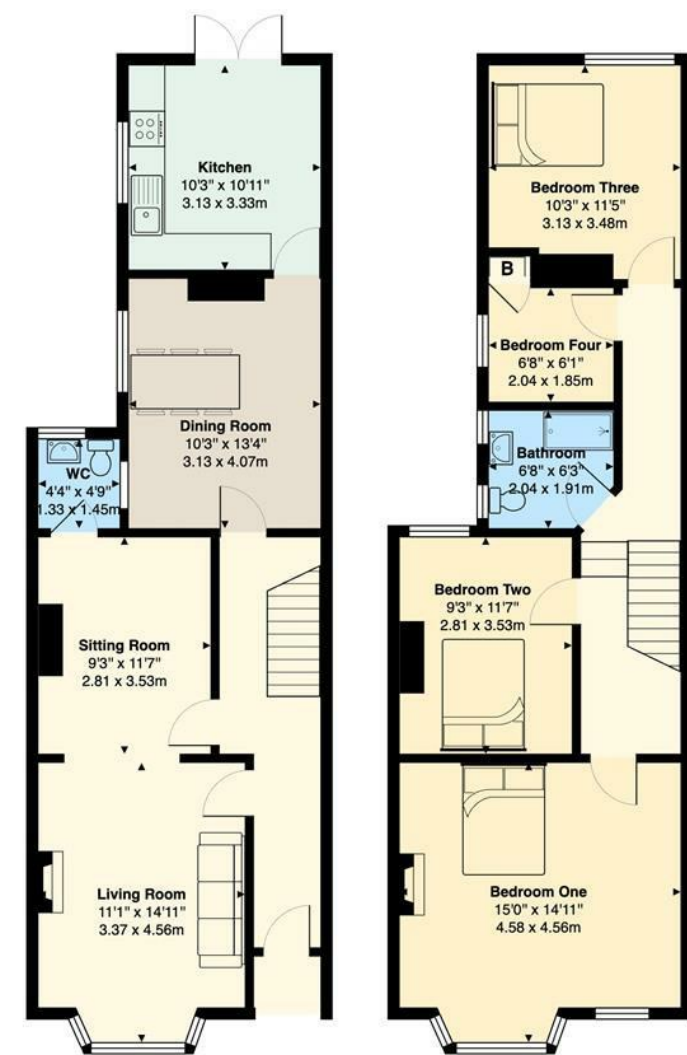 Kitchen
10'3" x 10'11"
3.13 x 3.33m
Dining Room
10'3" x 13'4"
3.13 x 4.07m
WC
4'4" x 4'9"
1.33 x 1.45m
Sitting Room
9'3" x 11'7"
2.81 x 3.53m
Living Room
11'1" x 14'11"
3.37 x 4.56m
Bedroom Three
10'3" x 11'5"
3.13 x 3.48m
B
Bedroom Four
6'8" x 6'1"
2.04 x 1.85m
Bathroom
6'8" x 6'3"
2.04 x 1.91m
Bedroom Two
9'3" x 11'7"
2.81 x 3.53m
Bedroom One
15'0" x 14'11"
4.58 x 4.56m